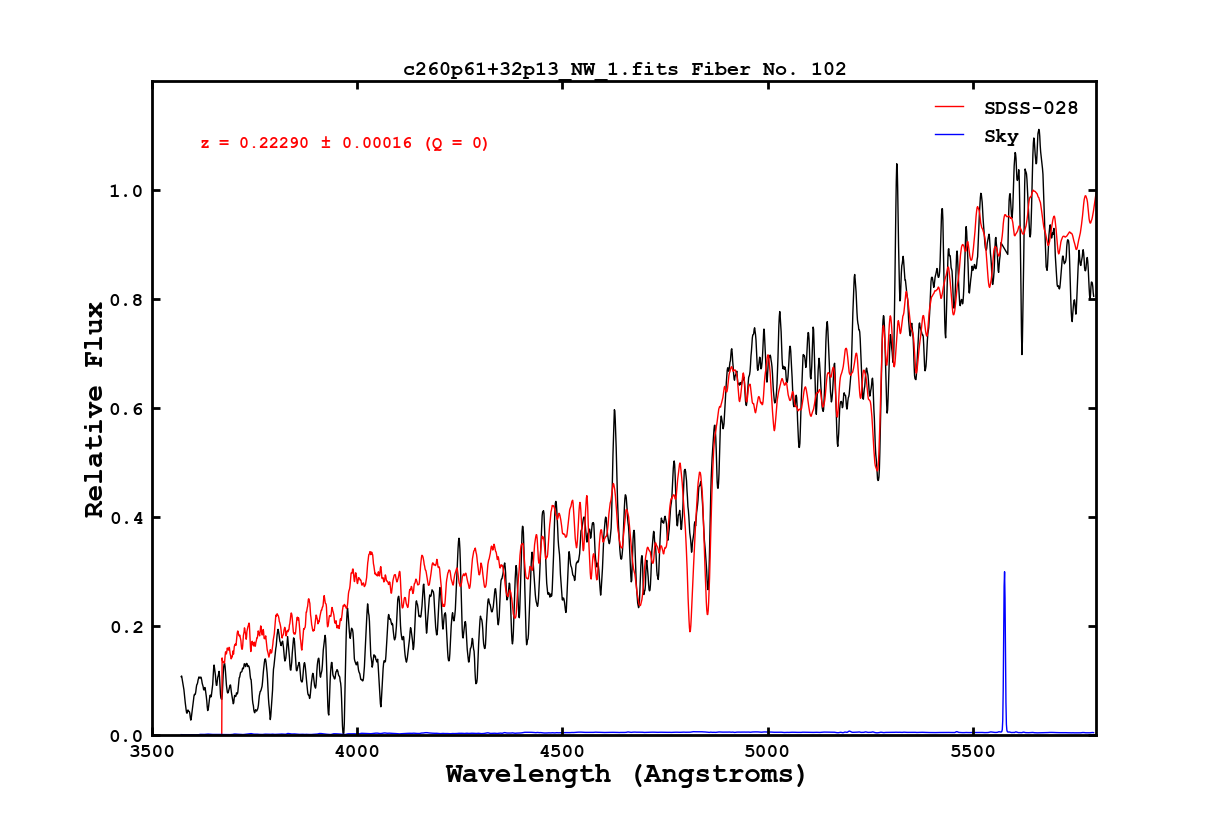 c260p61+32p13_NW_1.fits Fiber No. 102
SDSS-028
Sky
z = 0.22290 ± 0.00016 (Q = 0)
Relative Flux
1.0
0.8
0.6
0.4
0.2
0.0
3500 4000 4500 5000 5500
Wavelength (Angstroms)